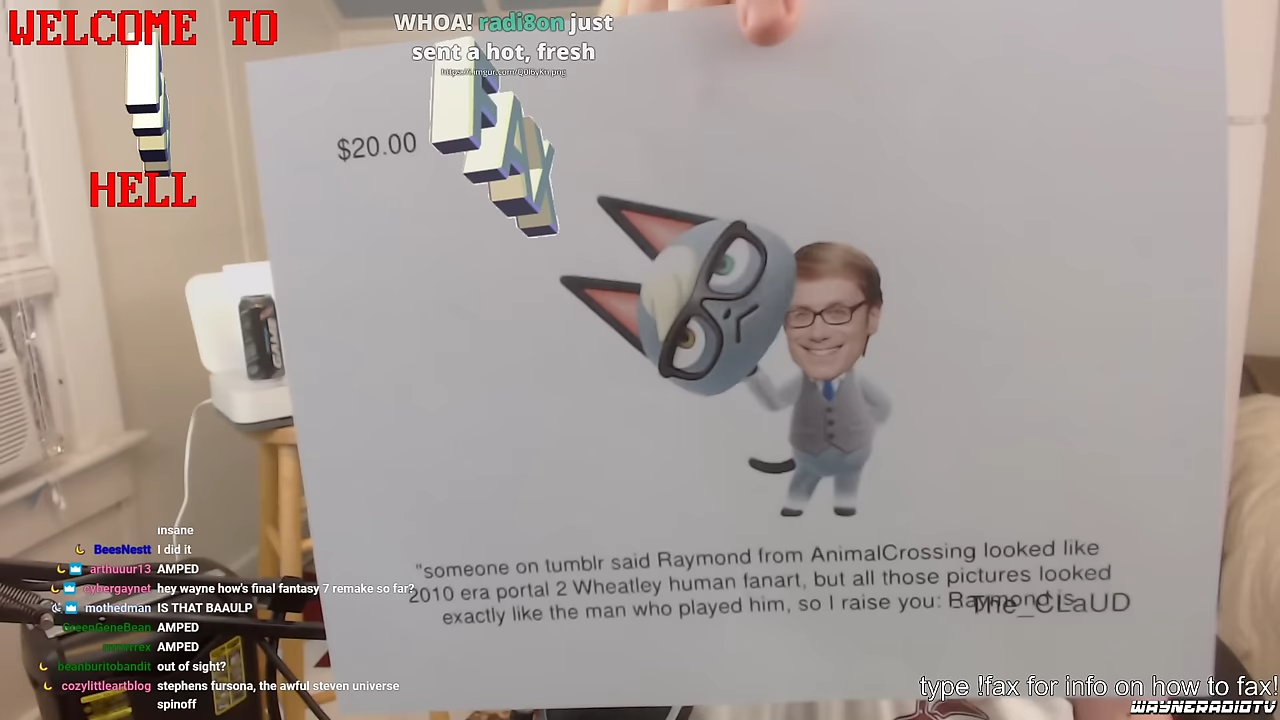 WELCOME TO
HELL
WHOA! radi8on just
sent a hot, fresh
FAX
$20.00
"someone on tumblr said Raymond from AnimalCrossing looked like
2010 era portal 2 Wheatley human fanart, but all those pictures looked
exactly like the man who played him, so I raise you: Raymond is
The_CLaUD
insane
BeesNestt I did it
arthuuur13 AMPED
cybergaynet hey wayne how's final fantasy 7 remake so far?
mothedman IS THAT BAAULP
GreenGeneBean AMPED
AMPED
beanburitobandit out of sight?
cozylittleartblog stephens fursona, the awful steven universe
spinoff
type !fax for info on how to fax!
WAYNERADIOTV